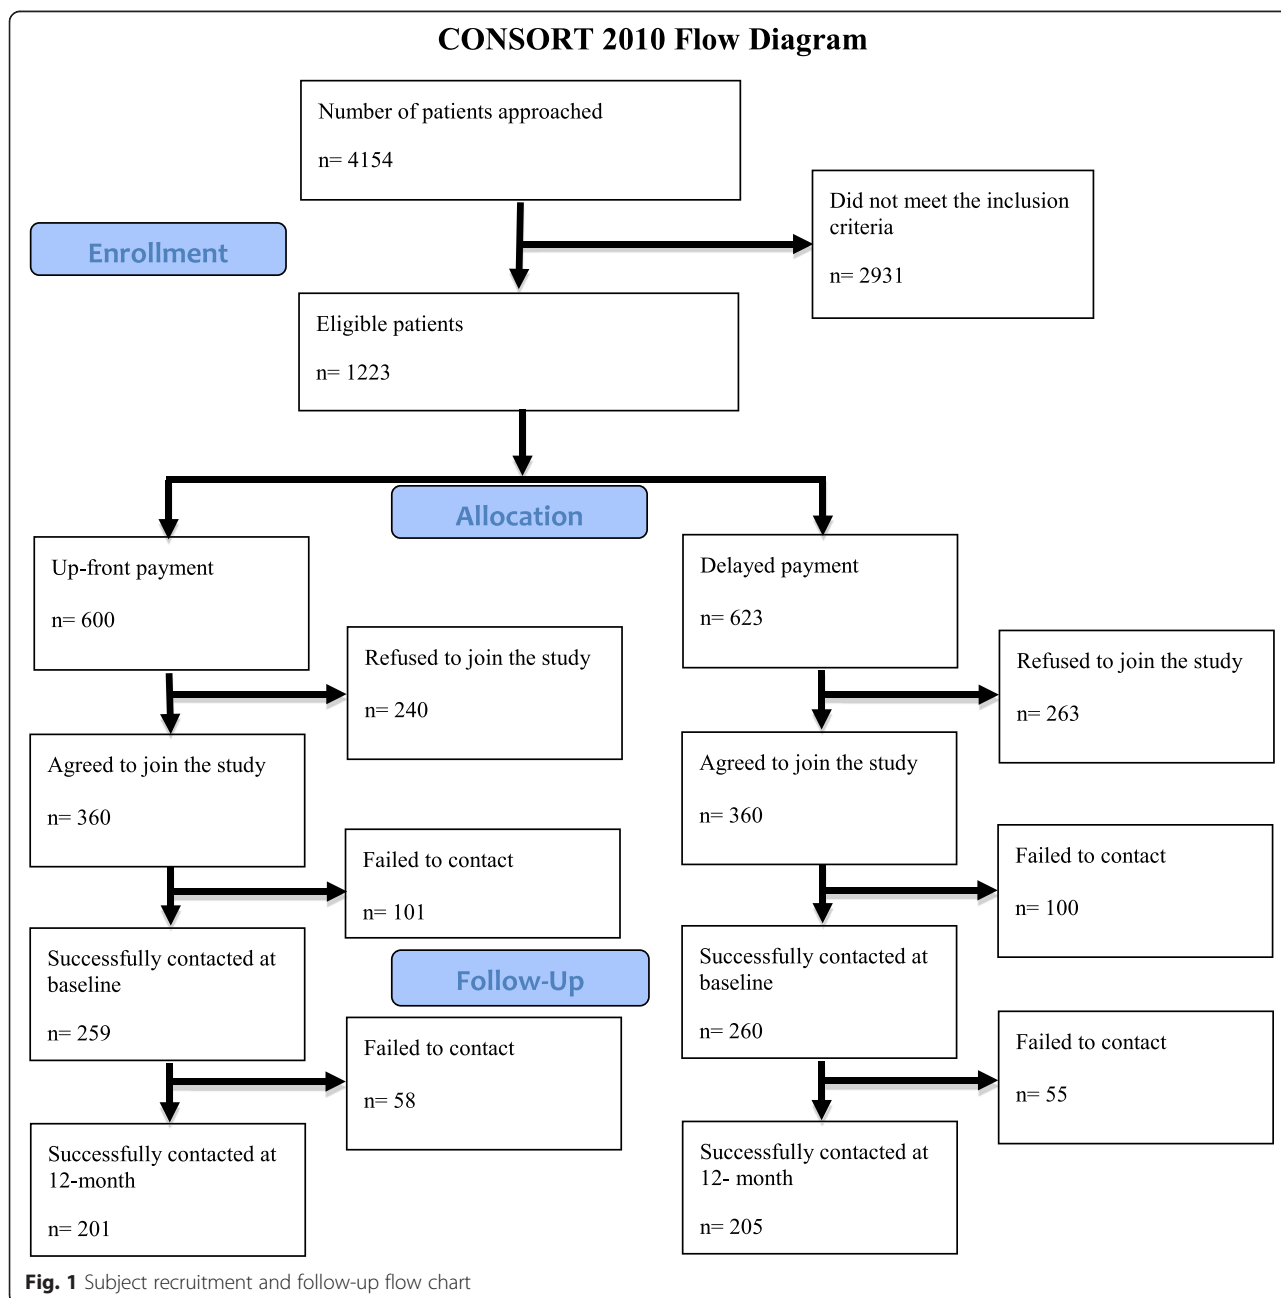 CONSORT 2010 Flow Diagram
Number of patients approached
n= 4154
Did not meet the inclusion
criteria
n= 2931
Enrollment
Eligible patients
n= 1223
Allocation
Up-front payment
n= 600
Delayed payment
n= 623
Refused to join the study
n= 240
Refused to join the study
n= 263
Agreed to join the study
n= 360
Agreed to join the study
n= 360
Failed to contact
n= 101
Failed to contact
n= 100
Successfully contacted at
baseline
n= 259
Follow-Up
Successfully contacted at
baseline
n= 260
Failed to contact
n= 58
Failed to contact
n= 55
Successfully contacted at
12-month
n= 201
Successfully contacted at
12- month
n= 205
Fig. 1 Subject recruitment and follow-up flow chart